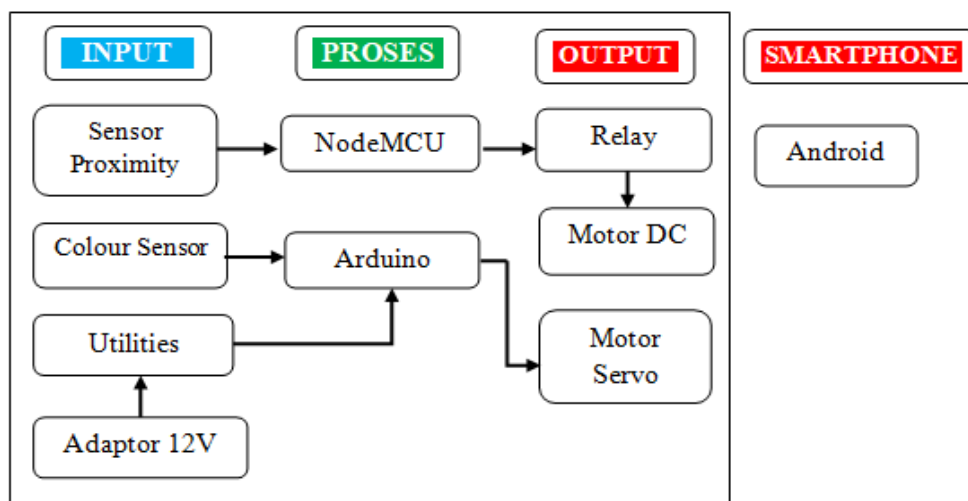 INPUT
PROSES
OUTPUT
SMARTPHONE
Sensor
Proximity
NodeMCU
Relay
Android
Colour Sensor
Arduino
Motor DC
Utilities
Motor
Servo
Adaptor 12V